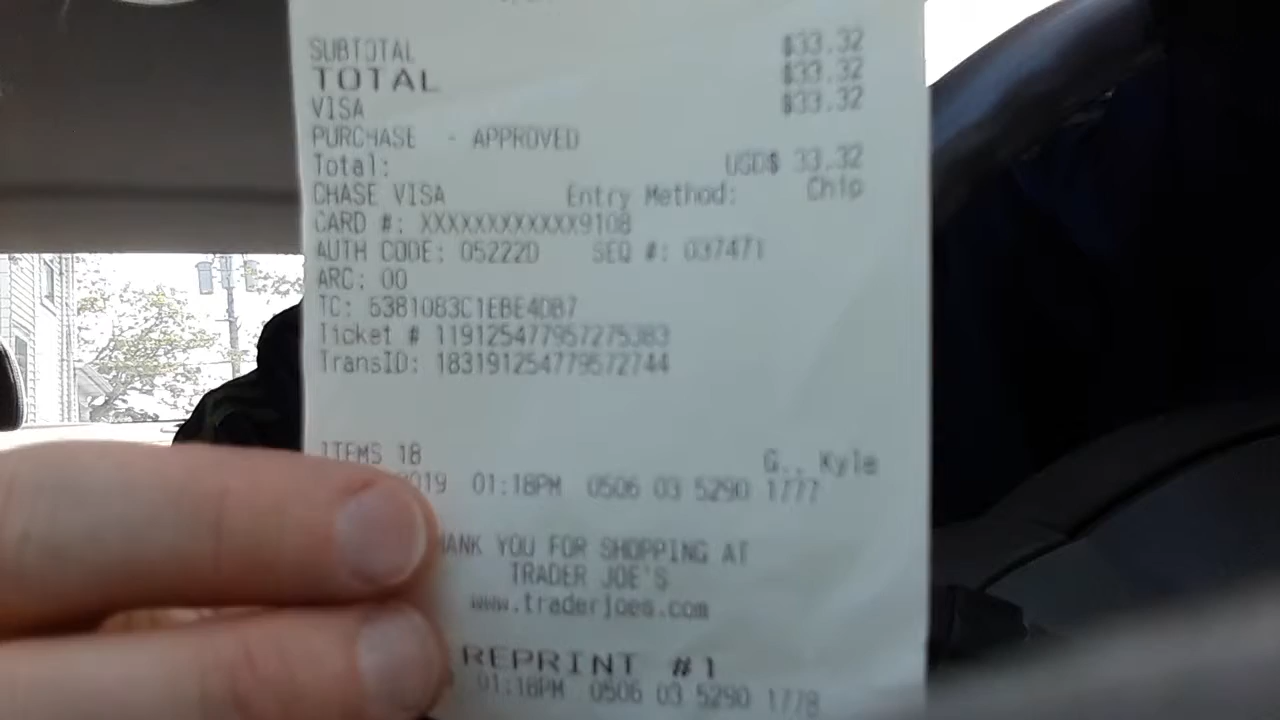 SUBTOTAL $33.32
TOTAL $33.32
VISA $33.32
PURCHASE - APPROVED
Total: USD$ 33.32
CHASE VISA Entry Method: Chip
CARD #: XXXXXXXXXXXX9108
AUTH CODE: 05222D SEQ #: 037471
ARC: 00
TC: 5381083C1EBE4DB7
Ticket # 119125477957275383
TransID: 183191254779572744
ITEMS 18 G., Kyle
019 01:18PM 0506 03 5290 1777
HANK YOU FOR SHOPPING AT
TRADER JOE'S
www.traderjoes.com
REPRINT #1
01:18PM 0506 03 5290 1778